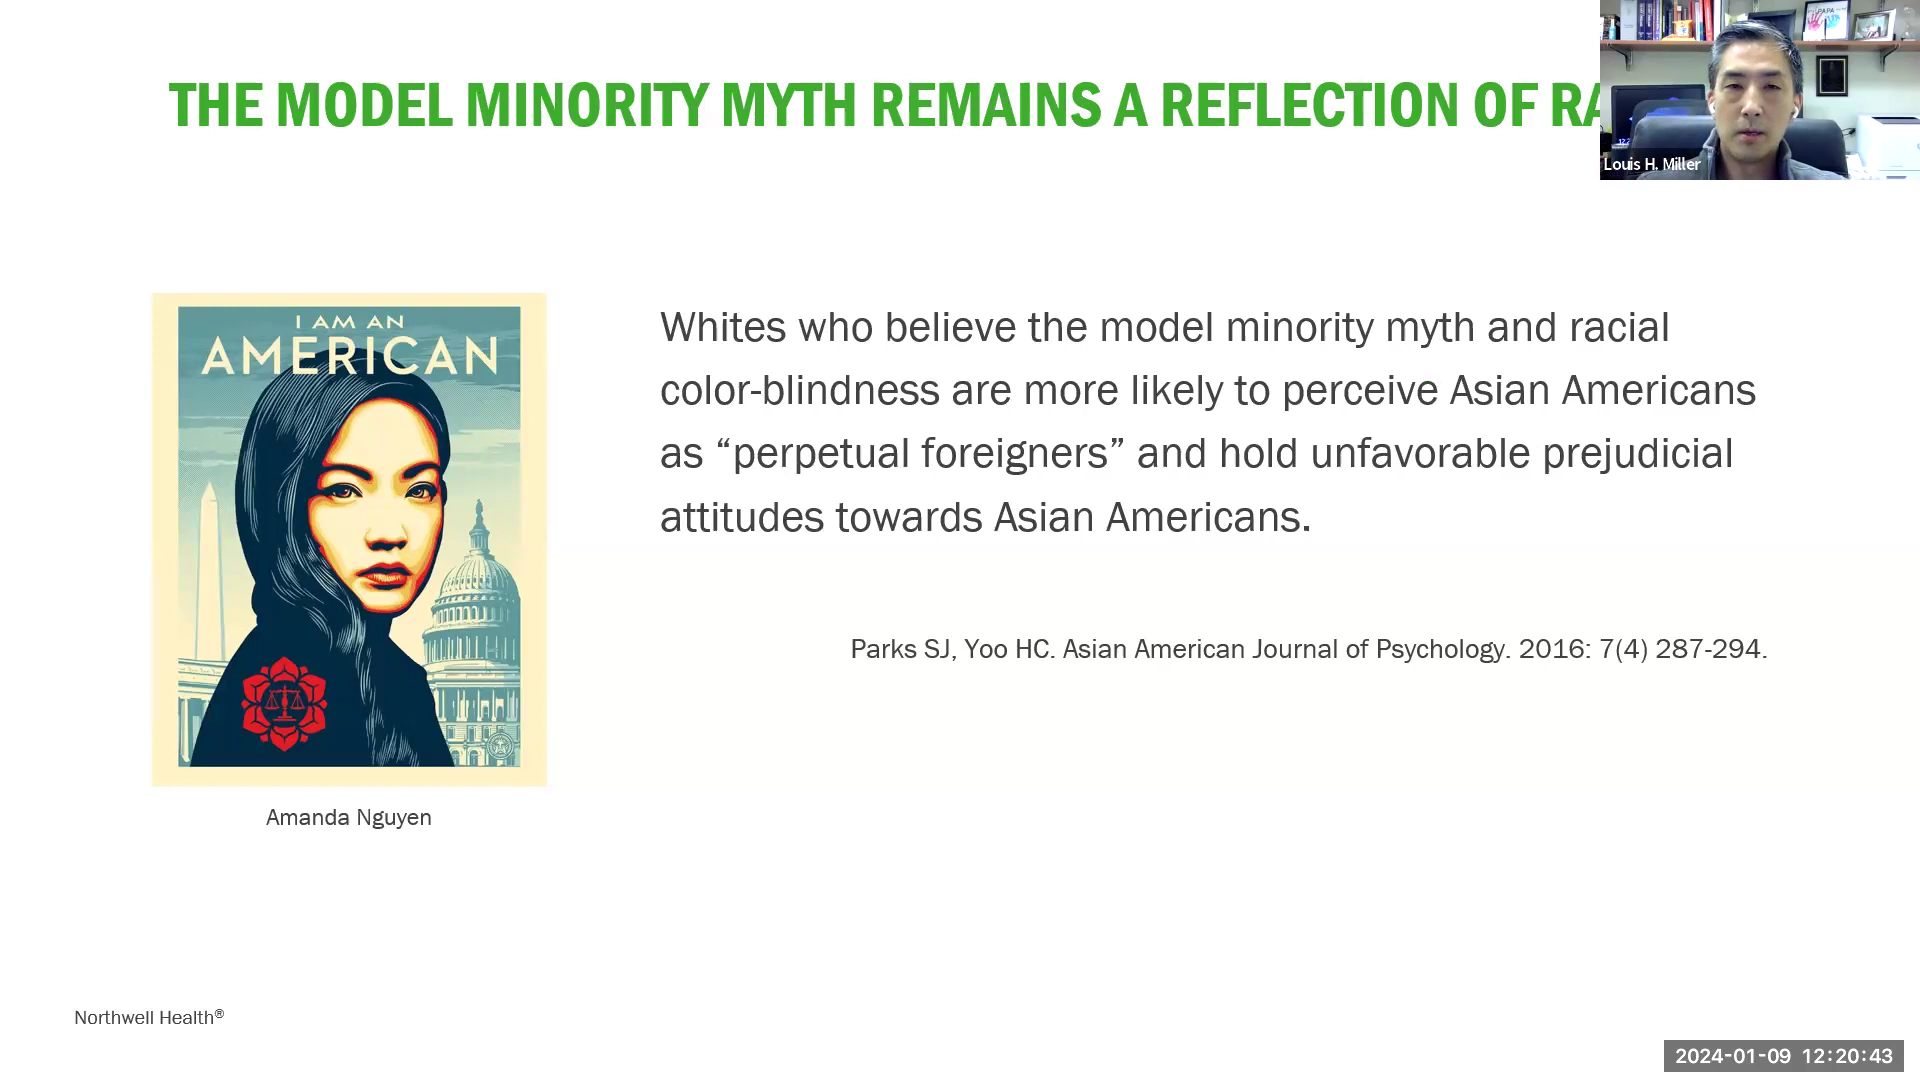 THE MODEL MINORITY MYTH REMAINS A REFLECTION OF RA
Louis H. Miller
I AM AN
AMERICAN
Whites who believe the model minority myth and racial
color-blindness are more likely to perceive Asian Americans
as “perpetual foreigners” and hold unfavorable prejudicial
attitudes towards Asian Americans.
Parks SJ, Yoo HC. Asian American Journal of Psychology. 2016: 7(4) 287-294.
Amanda Nguyen
Northwell Health®
2024-01-09 12:20:43